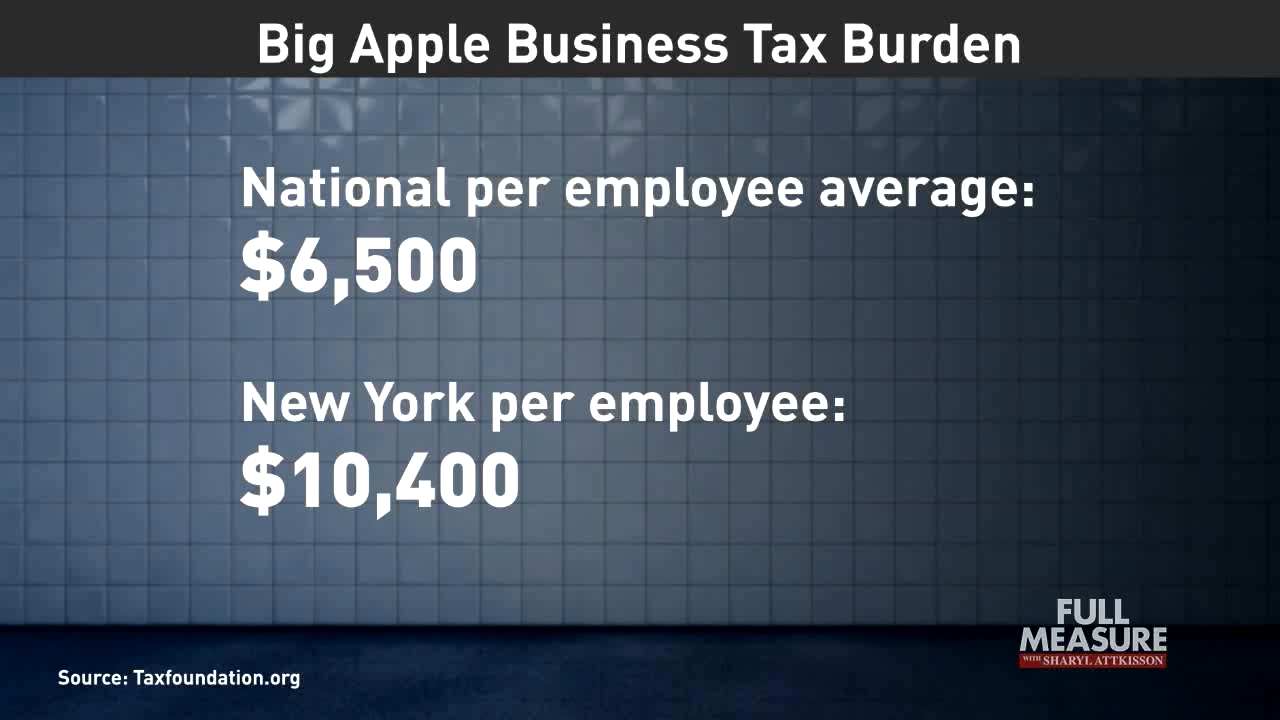 Big Apple Business Tax Burden
National per employee average:
$6,500
New York per employee:
$10,400
FULL
MEASURE
WITH SHARYL ATTKISSON
Source: Taxfoundation.org